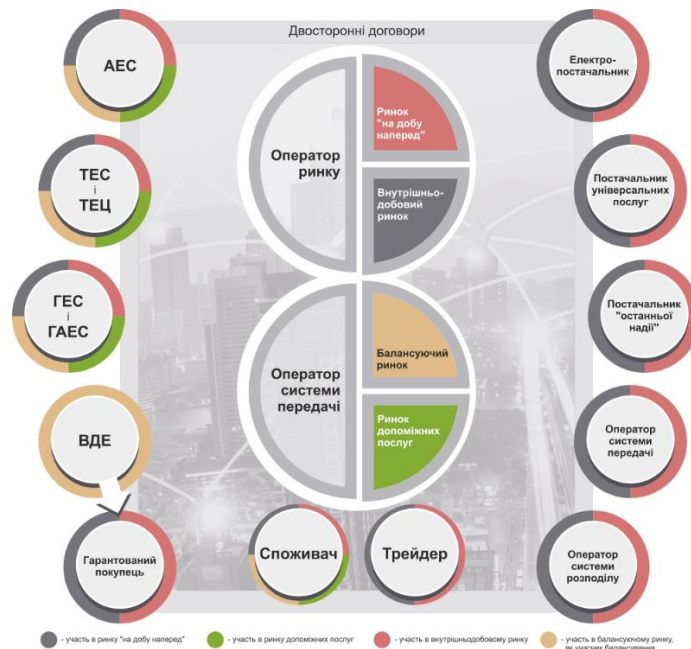 Двосторонні договори
АЕС
ТЕС
і
ТЕЦ
ГЕС
і
ГАЕС
ВДЕ
Гарантований
покупець
Оператор
ринку
Ринок
"на добу
наперед"
Внутрішньо-
добовий
ринок
Оператор
системи
передачі
Балансуючий
ринок
Ринок
допоміжних
послуг
Споживач
Трейдер
Електро-
постачальник
Постачальник
універсальних
послуг
Постачальник
"останньої
надії"
Оператор
системи
передачі
Оператор
системи
розподілу
- участь в ринку "на добу наперед"
- участь в ринку допоміжних послуг
- участь в внутрішньодобовому ринку
- участь в балансуючому ринку,
як учасник балансування